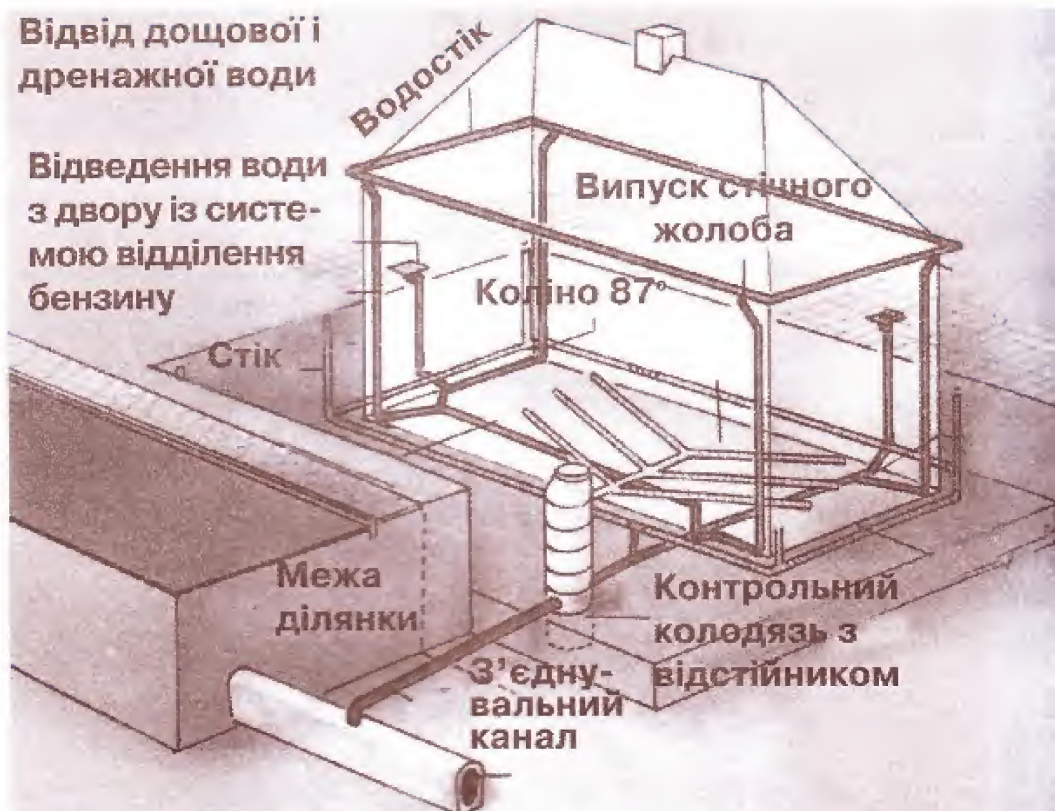 Відвід дощової і
дренажної води
Водостік
Відведення води
з двору із систе-
мою відділення
бензину
Випуск стічного
жолоба
Коліно 87°
Стік
Межа
ділянки
Контрольний
колодязь з
відстійником
З’єдну-
вальний
канал